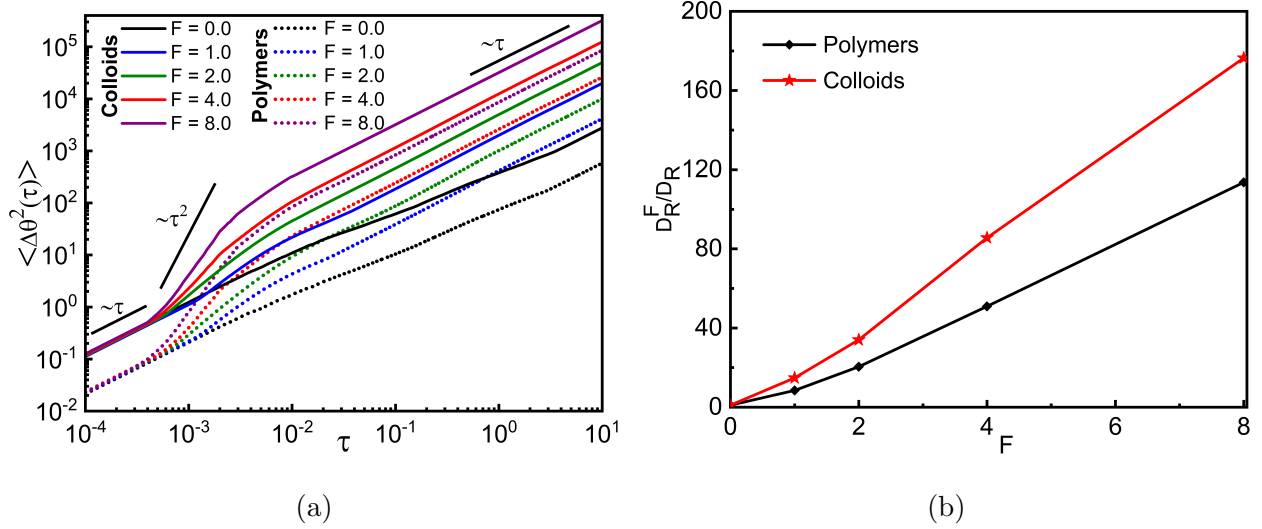 <Δθ²(τ)>
10⁵
10⁴
10³
10²
10¹
10⁰
10⁻¹
10⁻²
10⁻⁴
10⁻³
10⁻²
10⁻¹
10⁰
10¹
τ
Colloids
F = 0.0
F = 1.0
F = 2.0
F = 4.0
F = 8.0
Polymers
F = 0.0
F = 1.0
F = 2.0
F = 4.0
F = 8.0
~τ
~τ²
~τ
(a)
D_R^F/D_R
200
160
120
80
40
0
0
2
4
6
8
F
Polymers
Colloids
(b)